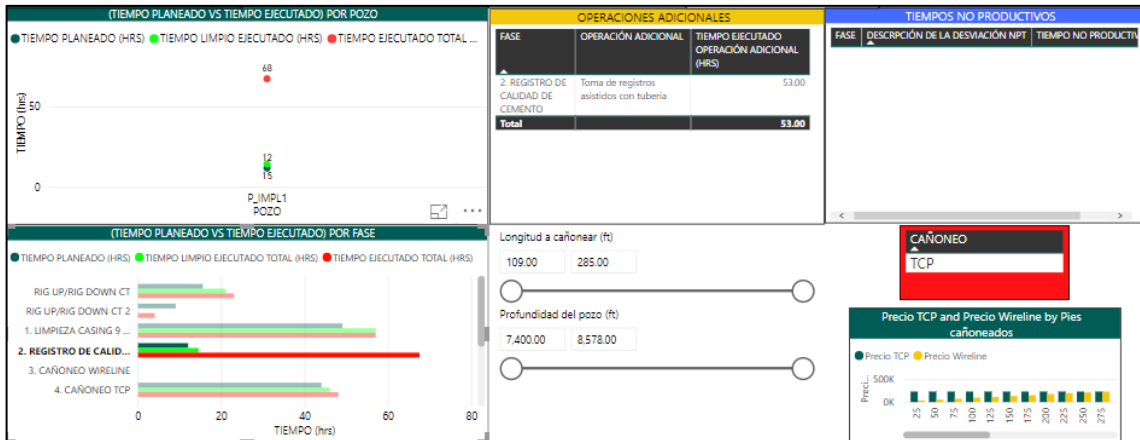 (TIEMPO PLANEADO VS TIEMPO EJECUTADO) POR POZO
TIEMPO PLANEADO (HRS) TIEMPO LIMPIO EJECUTADO (HRS) TIEMPO EJECUTADO TOTAL ...
TIEMPO (hrs)
50
0
68
12
15
P_IMPL1
POZO
OPERACIONES ADICIONALES
FASE OPERACIÓN ADICIONAL TIEMPO EJECUTADO
OPERACIÓN ADICIONAL
(HRS)
2. REGISTRO DE Toma de registros 53.00
CALIDAD DE asistidos con tubería
CEMENTO
Total 53.00
TIEMPOS NO PRODUCTIVOS
FASE DESCRPCIÓN DE LA DESVIACIÓN NPT TIEMPO NO PRODUCTIV
(TIEMPO PLANEADO VS TIEMPO EJECUTADO) POR FASE
TIEMPO PLANEADO (HRS) TIEMPO LIMPIO EJECUTADO TOTAL (HRS) TIEMPO EJECUTADO TOTAL (HRS)
RIG UP/RIG DOWN CT
RIG UP/RIG DOWN CT 2
1. LIMPIEZA CASING 9 ...
2. REGISTRO DE CALID...
3. CAÑONEO WIRELINE
4. CAÑONEO TCP
0 20 40 60 80
TIEMPO (hrs)
Longitud a cañonear (ft)
109.00 285.00
Profundidad del pozo (ft)
7,400.00 8,578.00
CAÑONEO
TCP
Precio TCP and Precio Wireline by Pies
cañoneados
Precio TCP Precio Wireline
Preci...
500K
0K
25 50 75 100 125 150 175 200 225 250 275